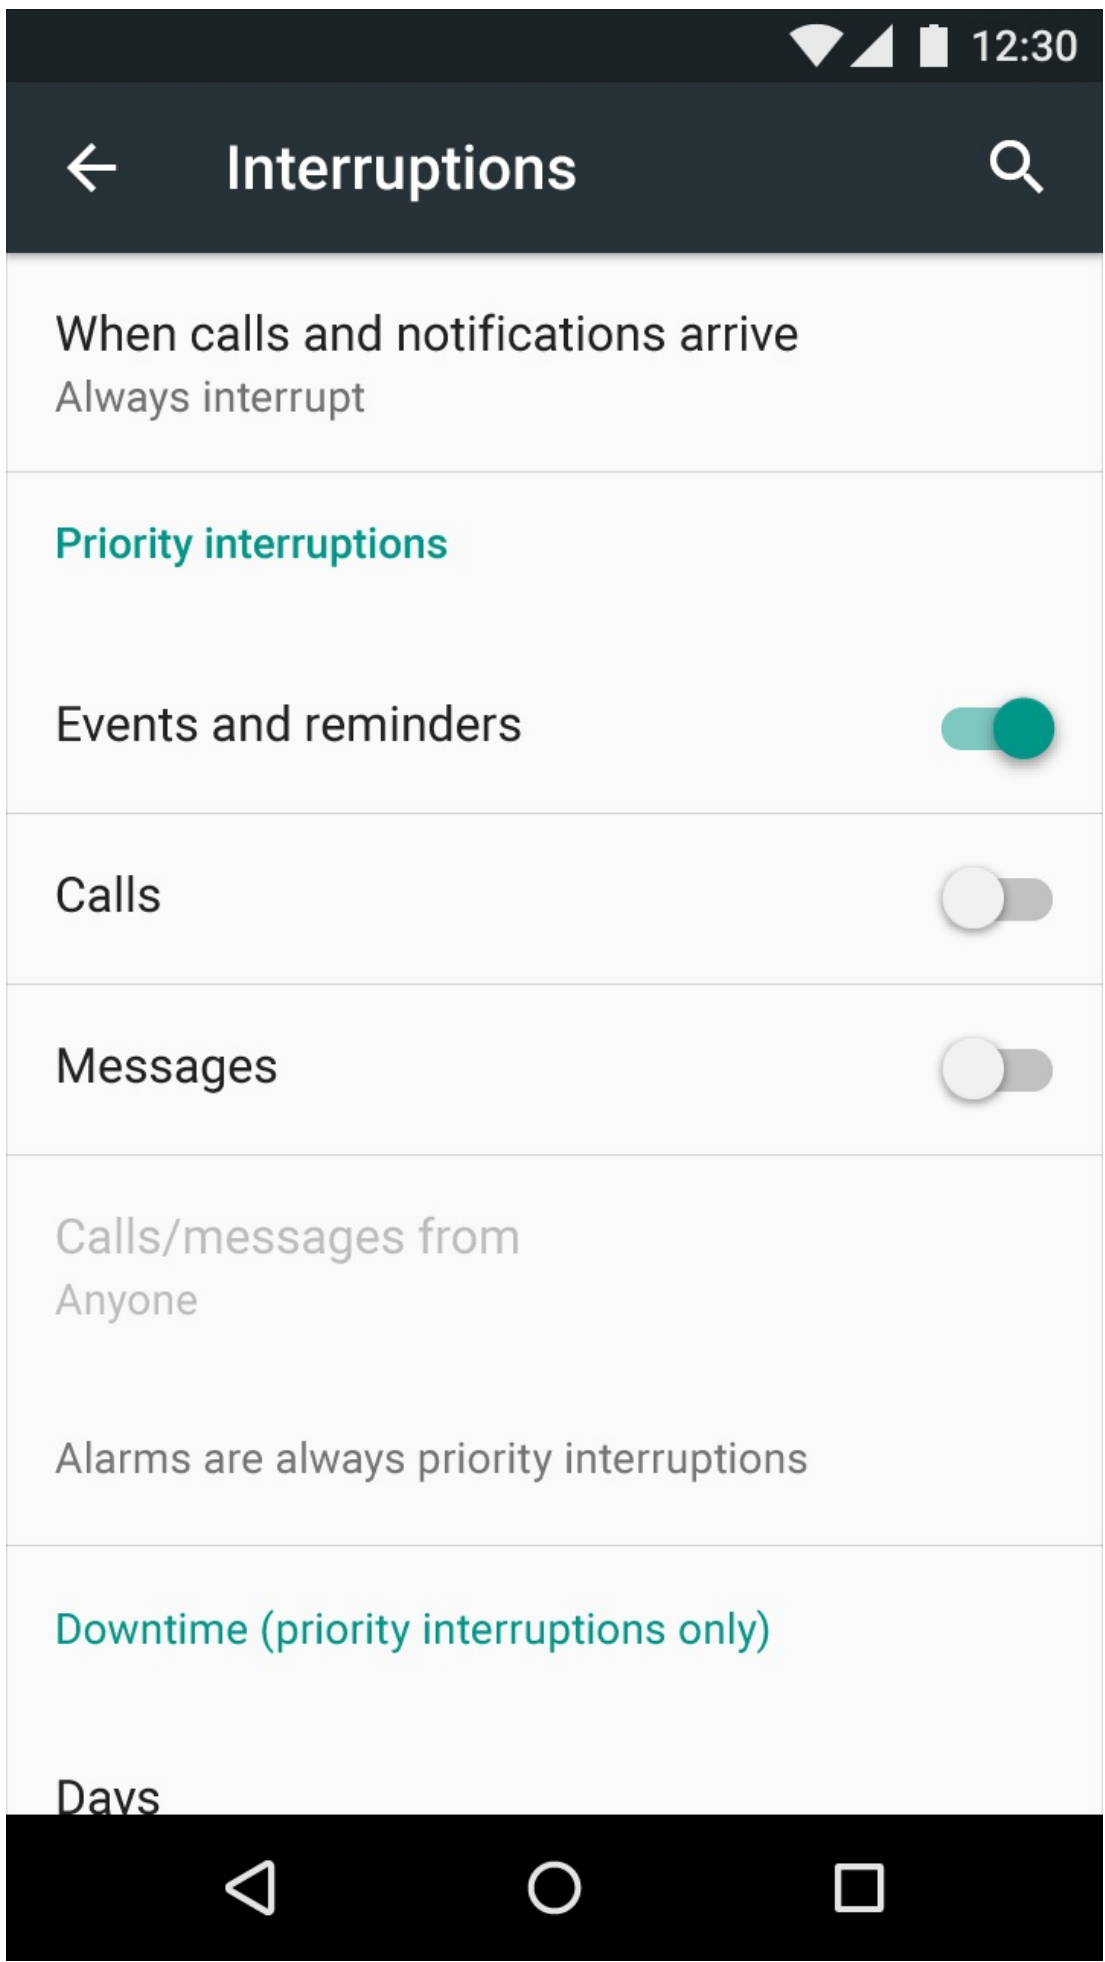 12:30
Interruptions
When calls and notifications arrive
Always interrupt
Priority interruptions
Events and reminders
Calls
Messages
Calls/messages from
Anyone
Alarms are always priority interruptions
Downtime (priority interruptions only)
Days